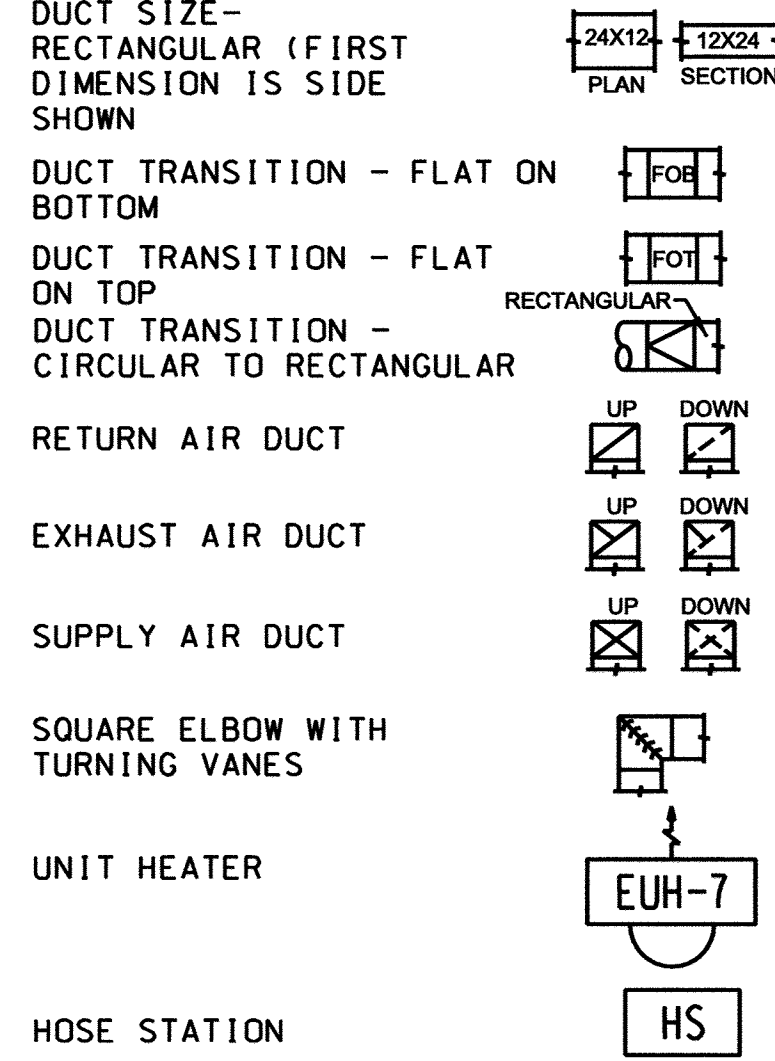 DUCT SIZE-
RECTANGULAR (FIRST
DIMENSION IS SIDE
SHOWN
24X12 12X24
PLAN SECTION
DUCT TRANSITION - FLAT ON
BOTTOM
FOB
DUCT TRANSITION - FLAT
ON TOP
FOT
RECTANGULAR
DUCT TRANSITION -
CIRCULAR TO RECTANGULAR
UP DOWN
RETURN AIR DUCT
UP DOWN
EXHAUST AIR DUCT
UP DOWN
SUPPLY AIR DUCT
SQUARE ELBOW WITH
TURNING VANES
UNIT HEATER
EUH-7
HOSE STATION
HS